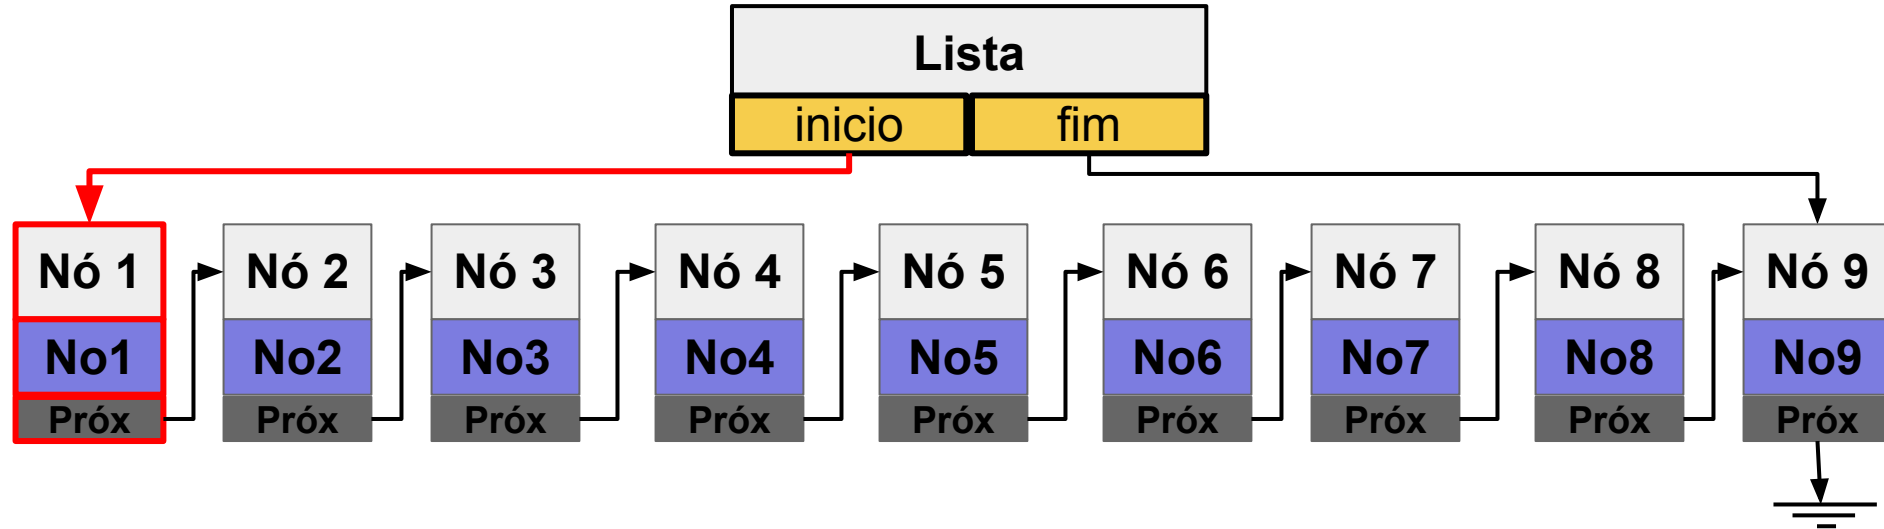 Lista
inicio fim
Nó 1 Nó 2 Nó 3 Nó 4 Nó 5 Nó 6 Nó 7 Nó 8 Nó 9
No1 No2 No3 No4 No5 No6 No7 No8 No9
Próx Próx Próx Próx Próx Próx Próx Próx Próx